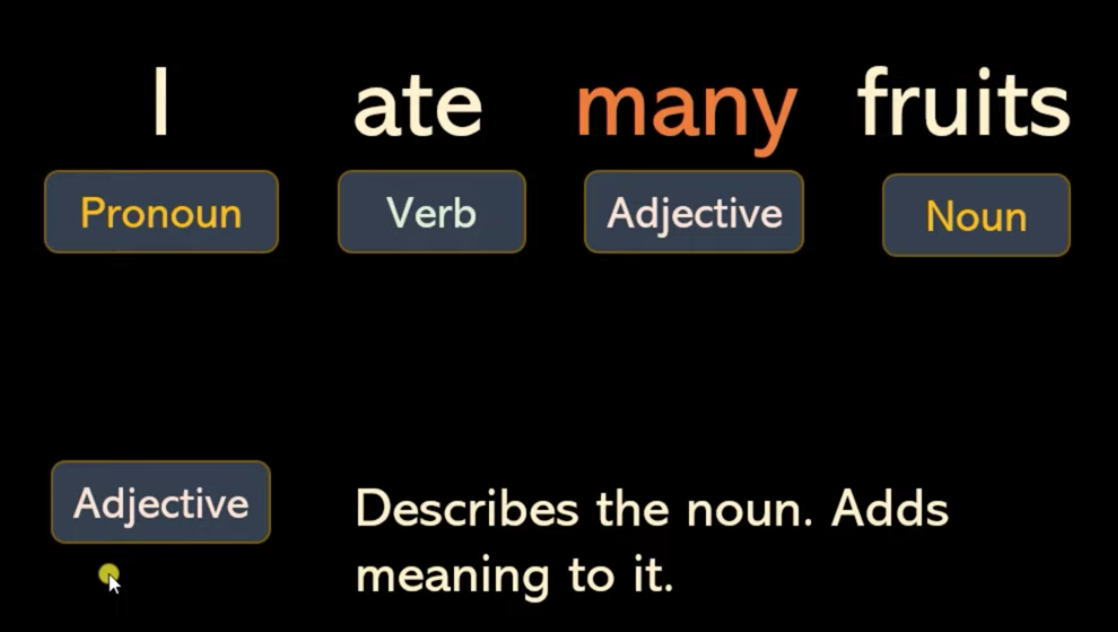 I ate many fruits
Pronoun Verb Adjective Noun
Adjective
Describes the noun. Adds
meaning to it.